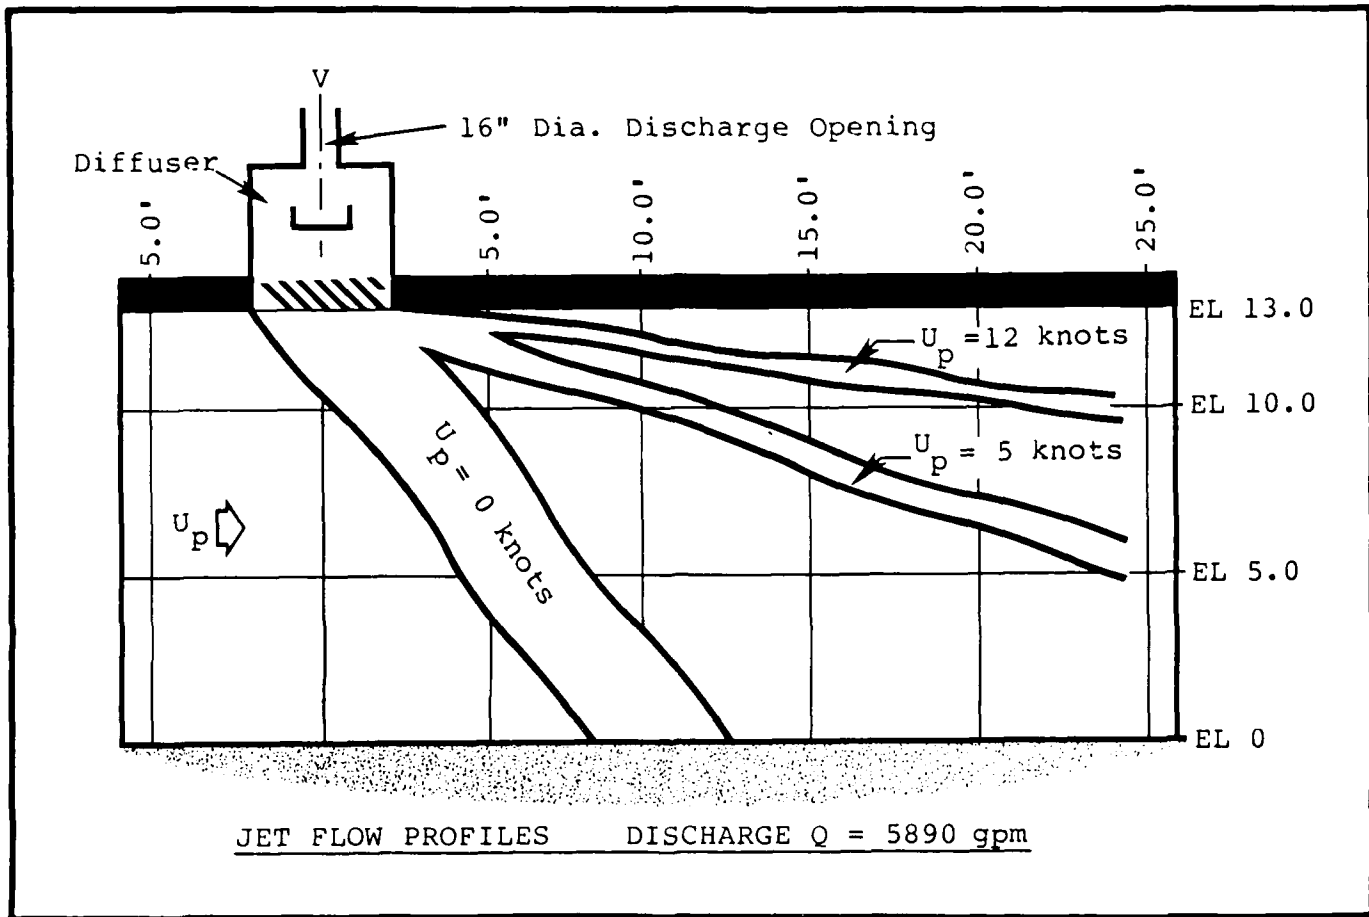 V
16" Dia. Discharge Opening
Diffuser
5.0'
5.0'
10.0'
15.0'
20.0'
25.0'
EL 13.0
Up =12 knots
EL 10.0
Up = 5 knots
Up = 0 knots
Up
EL 5.0
EL 0
JET FLOW PROFILES DISCHARGE Q = 5890 gpm